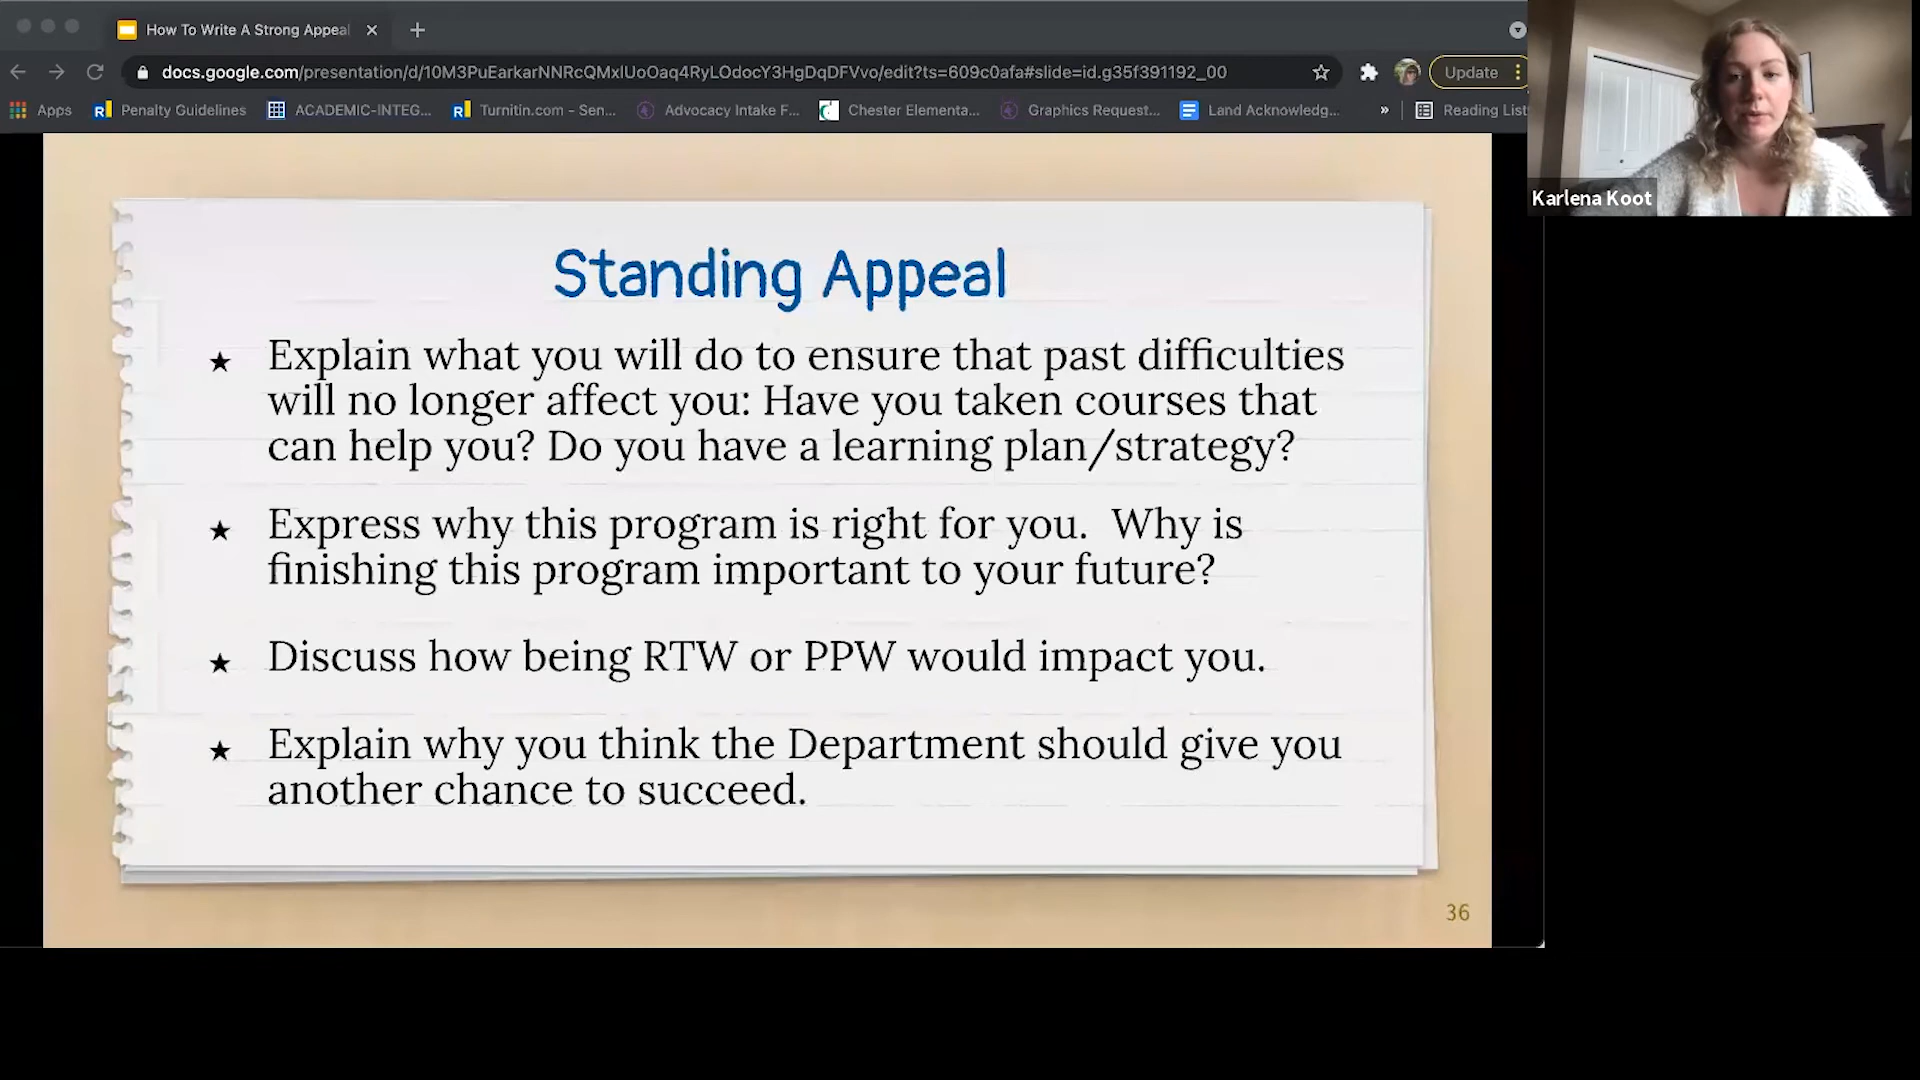 How To Write A Strong Appeal
docs.google.com/presentation/d/10M3PuEarkarNNRcQMxlUoOaq4RyLOdocY3HgDqDFVvo/edit?ts=609c0afa#slide=id.g35f391192_00
Update
Apps
Penalty Guidelines
ACADEMIC-INTEG...
Turnitin.com – Sen...
Advocacy Intake F...
Chester Elementa...
Graphics Request...
Land Acknowledg...
»
Reading List
Karlena Koot
Standing Appeal
★ Explain what you will do to ensure that past difficulties
will no longer affect you: Have you taken courses that
can help you? Do you have a learning plan/strategy?
★ Express why this program is right for you. Why is
finishing this program important to your future?
★ Discuss how being RTW or PPW would impact you.
★ Explain why you think the Department should give you
another chance to succeed.
36